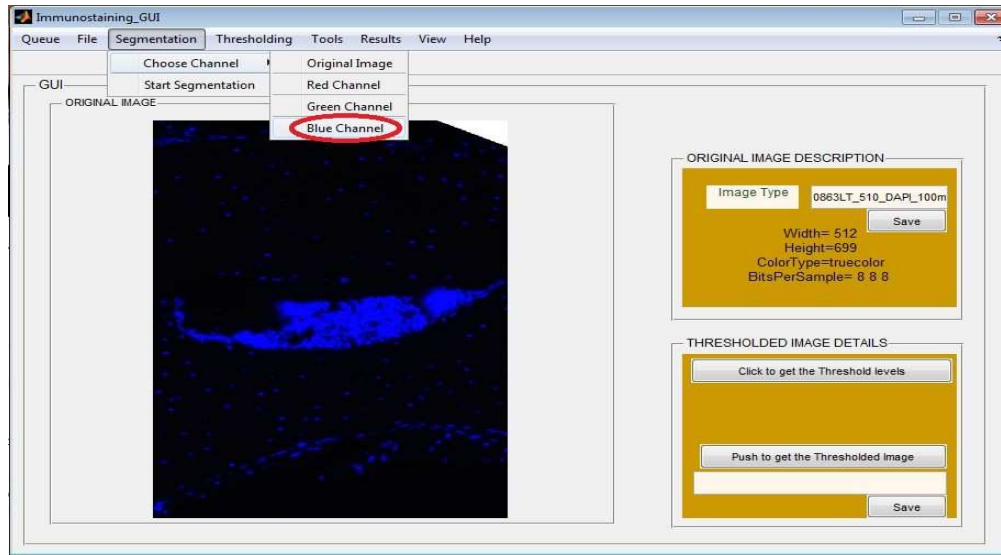 Immunostaining_GUI
Queue File Segmentation Thresholding Tools Results View Help
Choose Channel
Start Segmentation
Original Image
Red Channel
Green Channel
Blue Channel
GUI
ORIGINAL IMAGE
ORIGINAL IMAGE DESCRIPTION
Image Type 0863LT_510_DAPI_100m
Save
Width= 512
Height=699
ColorType=truecolor
BitsPerSample= 8 8 8
THRESHOLDED IMAGE DETAILS
Click to get the Threshold levels
Push to get the Thresholded Image
Save